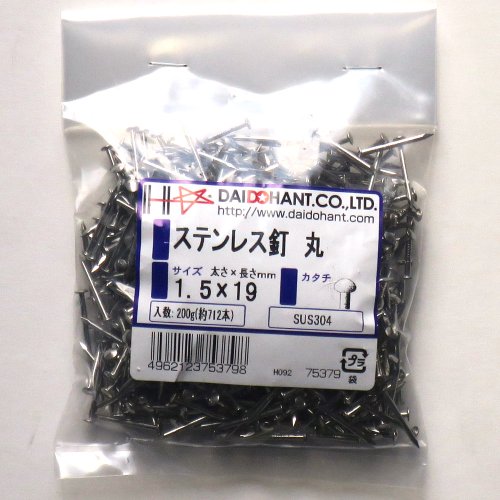 DAIDOHANT.CO.,LTD.
http://www.daidohant.com/
ステンレス釘 丸
サイズ 太さ×長さmm カタチ
1.5×19
入数:200g(約712本) SUS304
4962123753798 H092 75379 プラ
袋